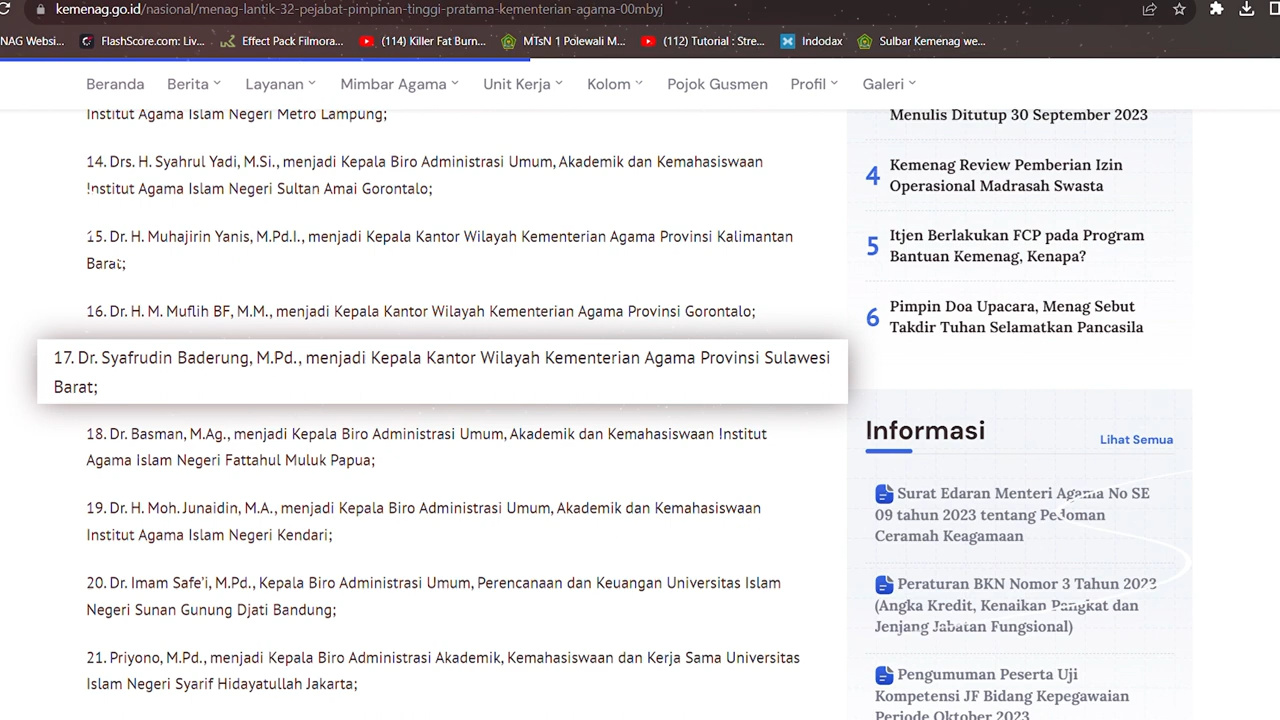 kemenag.go.id/nasional/menag-lantik-32-pejabat-pimpinan-tinggi-pratama-kementerian-agama-00mbyj
NAG Websi...
FlashScore.com: Liv...
Effect Pack Filmora...
(114) Killer Fat Burn...
MTsN 1 Polewali M...
(112) Tutorial : Stre...
Indodax
Sulbar Kemenag we...
Beranda
Berita
Layanan
Mimbar Agama
Unit Kerja
Kolom
Pojok Gusmen
Profil
Galeri
Institut Agama Islam Negeri Metro Lampung;
14. Drs. H. Syahrul Yadi, M.Si., menjadi Kepala Biro Administrasi Umum, Akademik dan Kemahasiswaan
Institut Agama Islam Negeri Sultan Amai Gorontalo;
15. Dr. H. Muhajirin Yanis, M.Pd.I., menjadi Kepala Kantor Wilayah Kementerian Agama Provinsi Kalimantan
Barat;
16. Dr. H. M. Muflih BF, M.M., menjadi Kepala Kantor Wilayah Kementerian Agama Provinsi Gorontalo;
17. Dr. Syafrudin Baderung, M.Pd., menjadi Kepala Kantor Wilayah Kementerian Agama Provinsi Sulawesi
Barat;
18. Dr. Basman, M.Ag., menjadi Kepala Biro Administrasi Umum, Akademik dan Kemahasiswaan Institut
Agama Islam Negeri Fattahul Muluk Papua;
19. Dr. H. Moh. Junaidin, M.A., menjadi Kepala Biro Administrasi Umum, Akademik dan Kemahasiswaan
Institut Agama Islam Negeri Kendari;
20. Dr. Imam Safe'i, M.Pd., Kepala Biro Administrasi Umum, Perencanaan dan Keuangan Universitas Islam
Negeri Sunan Gunung Djati Bandung;
21. Priyono, M.Pd., menjadi Kepala Biro Administrasi Akademik, Kemahasiswaan dan Kerja Sama Universitas
Islam Negeri Syarif Hidayatullah Jakarta;
Menulis Ditutup 30 September 2023
4
Kemenag Review Pemberian Izin
Operasional Madrasah Swasta
5
Itjen Berlakukan FCP pada Program
Bantuan Kemenag, Kenapa?
6
Pimpin Doa Upacara, Menag Sebut
Takdir Tuhan Selamatkan Pancasila
Informasi
Lihat Semua
Surat Edaran Menteri Agama No SE
09 tahun 2023 tentang Pedoman
Ceramah Keagamaan
Peraturan BKN Nomor 3 Tahun 2023
(Angka Kredit, Kenaikan Pangkat dan
Jenjang Jabatan Fungsional)
Pengumuman Peserta Uji
Kompetensi JF Bidang Kepegawaian
Periode Oktober 2023